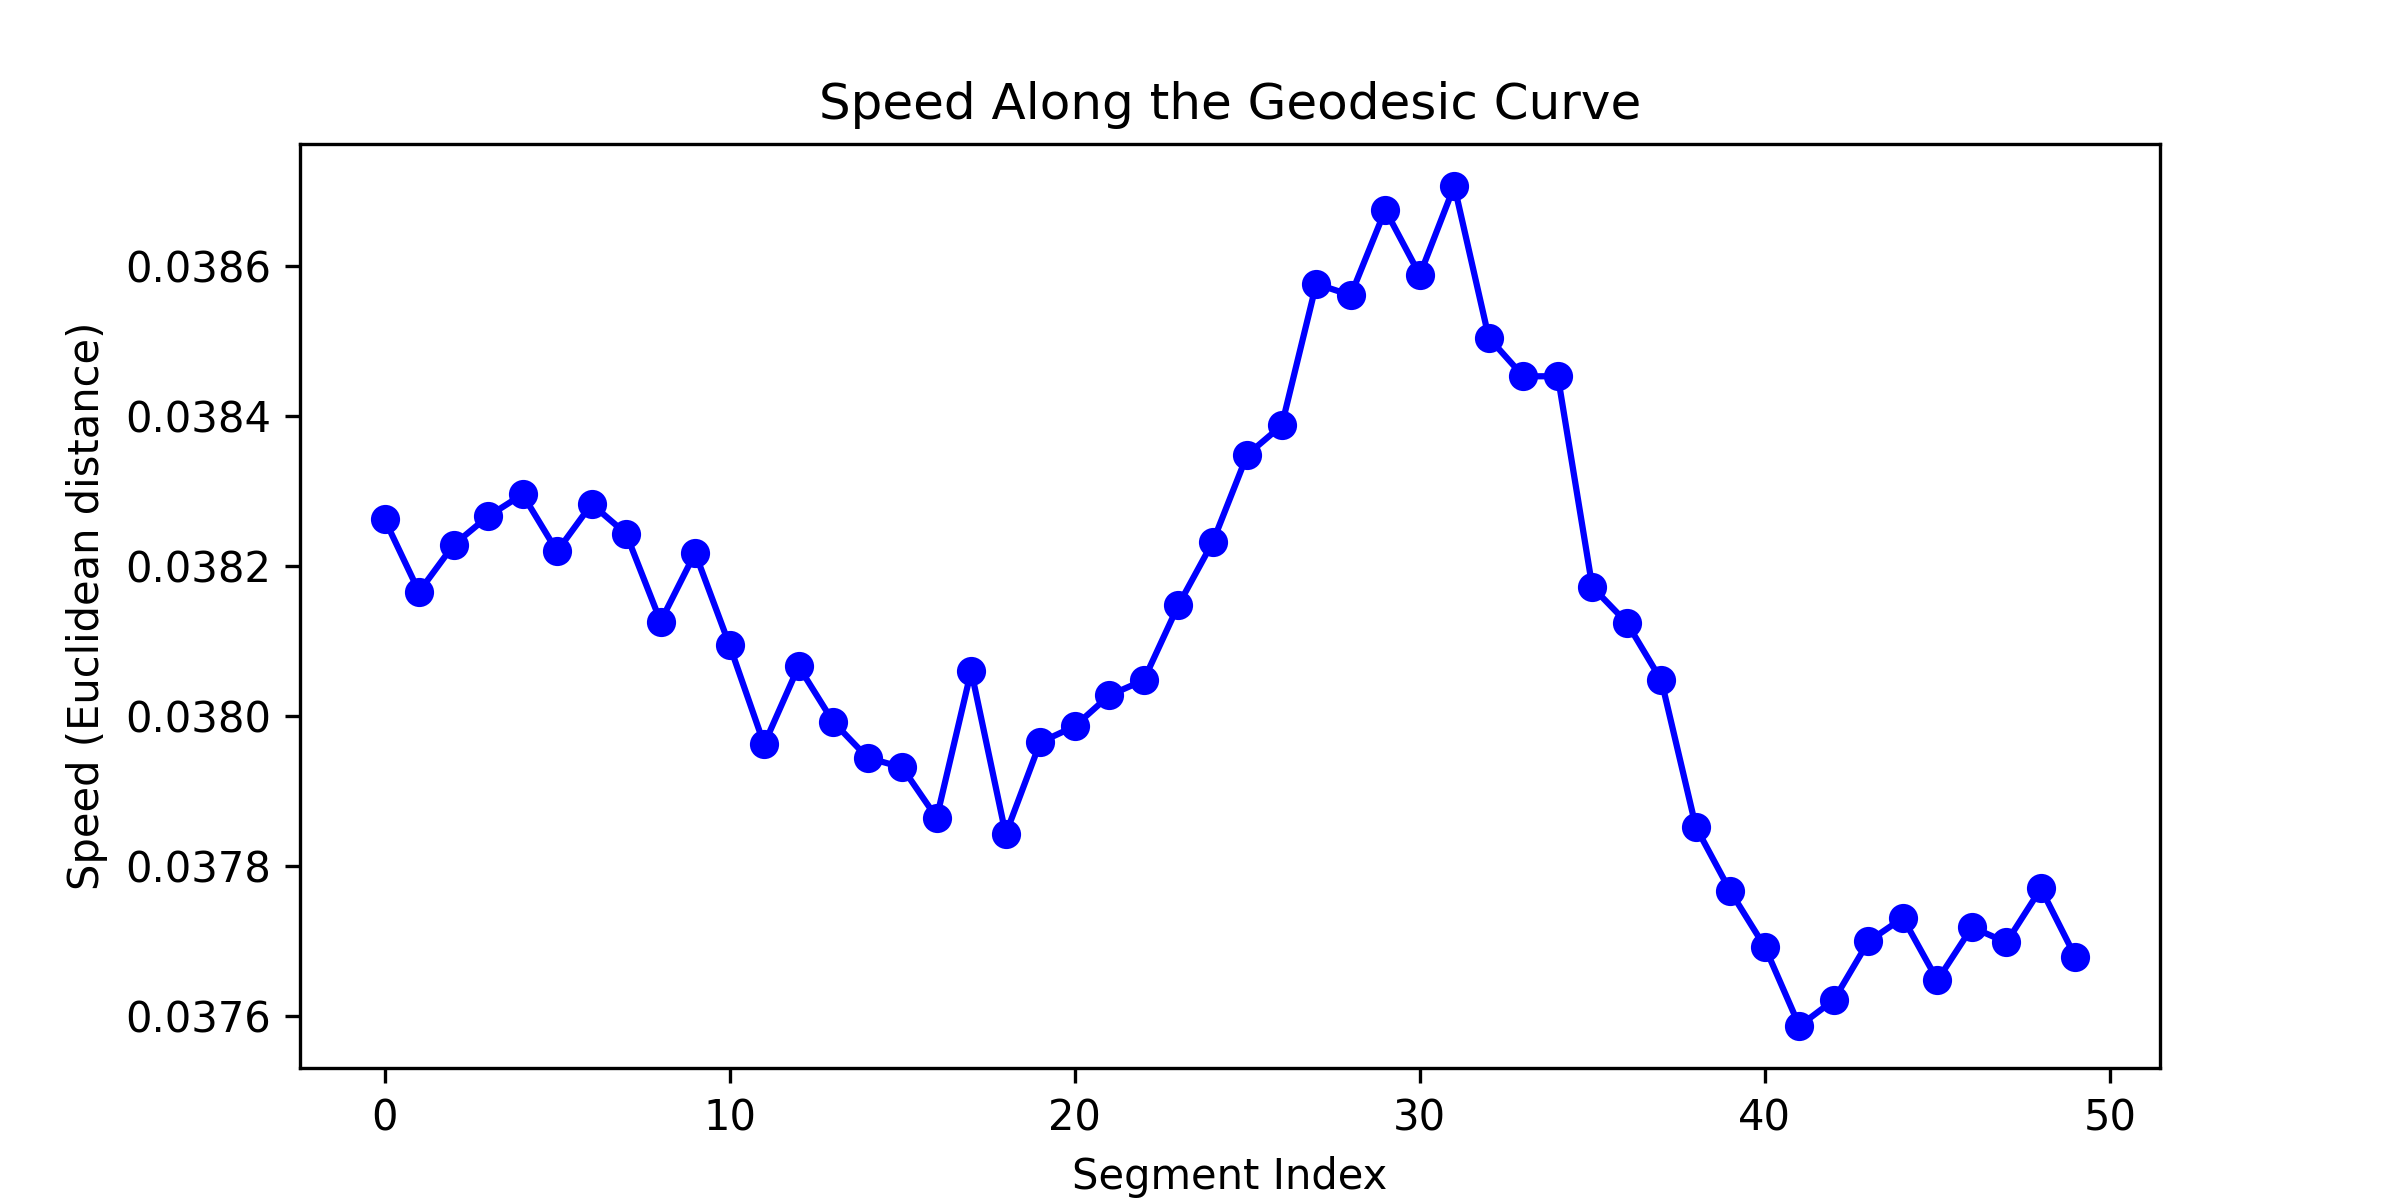 Speed Along the Geodesic Curve
Speed (Euclidean distance)
0.0386
0.0384
0.0382
0.0380
0.0378
0.0376
0 10 20 30 40 50
Segment Index